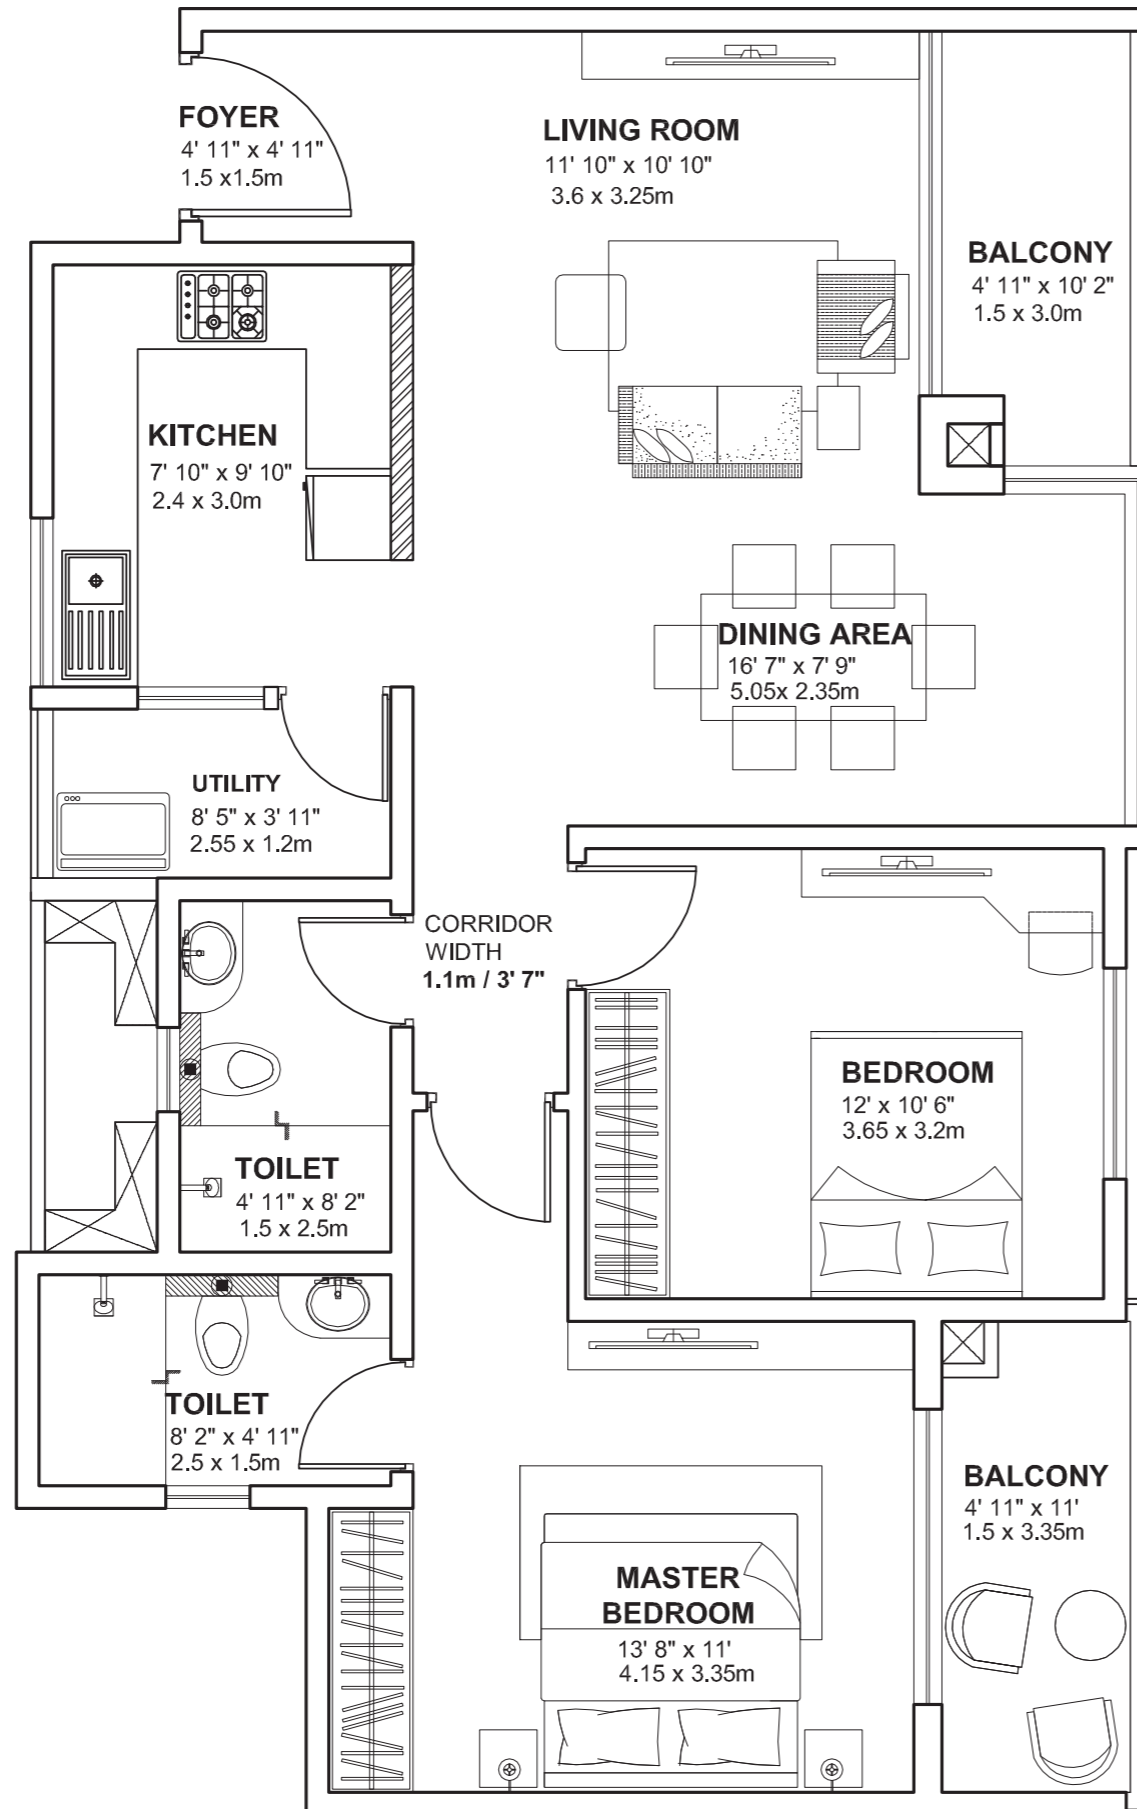 FOYER
4' 11" x 4' 11"
1.5 x1.5m
LIVING ROOM
11' 10" x 10' 10"
3.6 x 3.25m
BALCONY
4' 11" x 10' 2"
1.5 x 3.0m
KITCHEN
7' 10" x 9' 10"
2.4 x 3.0m
DINING AREA
16' 7" x 7' 9"
5.05x 2.35m
UTILITY
8' 5" x 3' 11"
2.55 x 1.2m
CORRIDOR
WIDTH
1.1m / 3' 7"
BEDROOM
12' x 10' 6"
3.65 x 3.2m
TOILET
4' 11" x 8' 2"
1.5 x 2.5m
TOILET
8' 2" x 4' 11"
2.5 x 1.5m
BALCONY
4' 11" x 11'
1.5 x 3.35m
MASTER
BEDROOM
13' 8" x 11'
4.15 x 3.35m